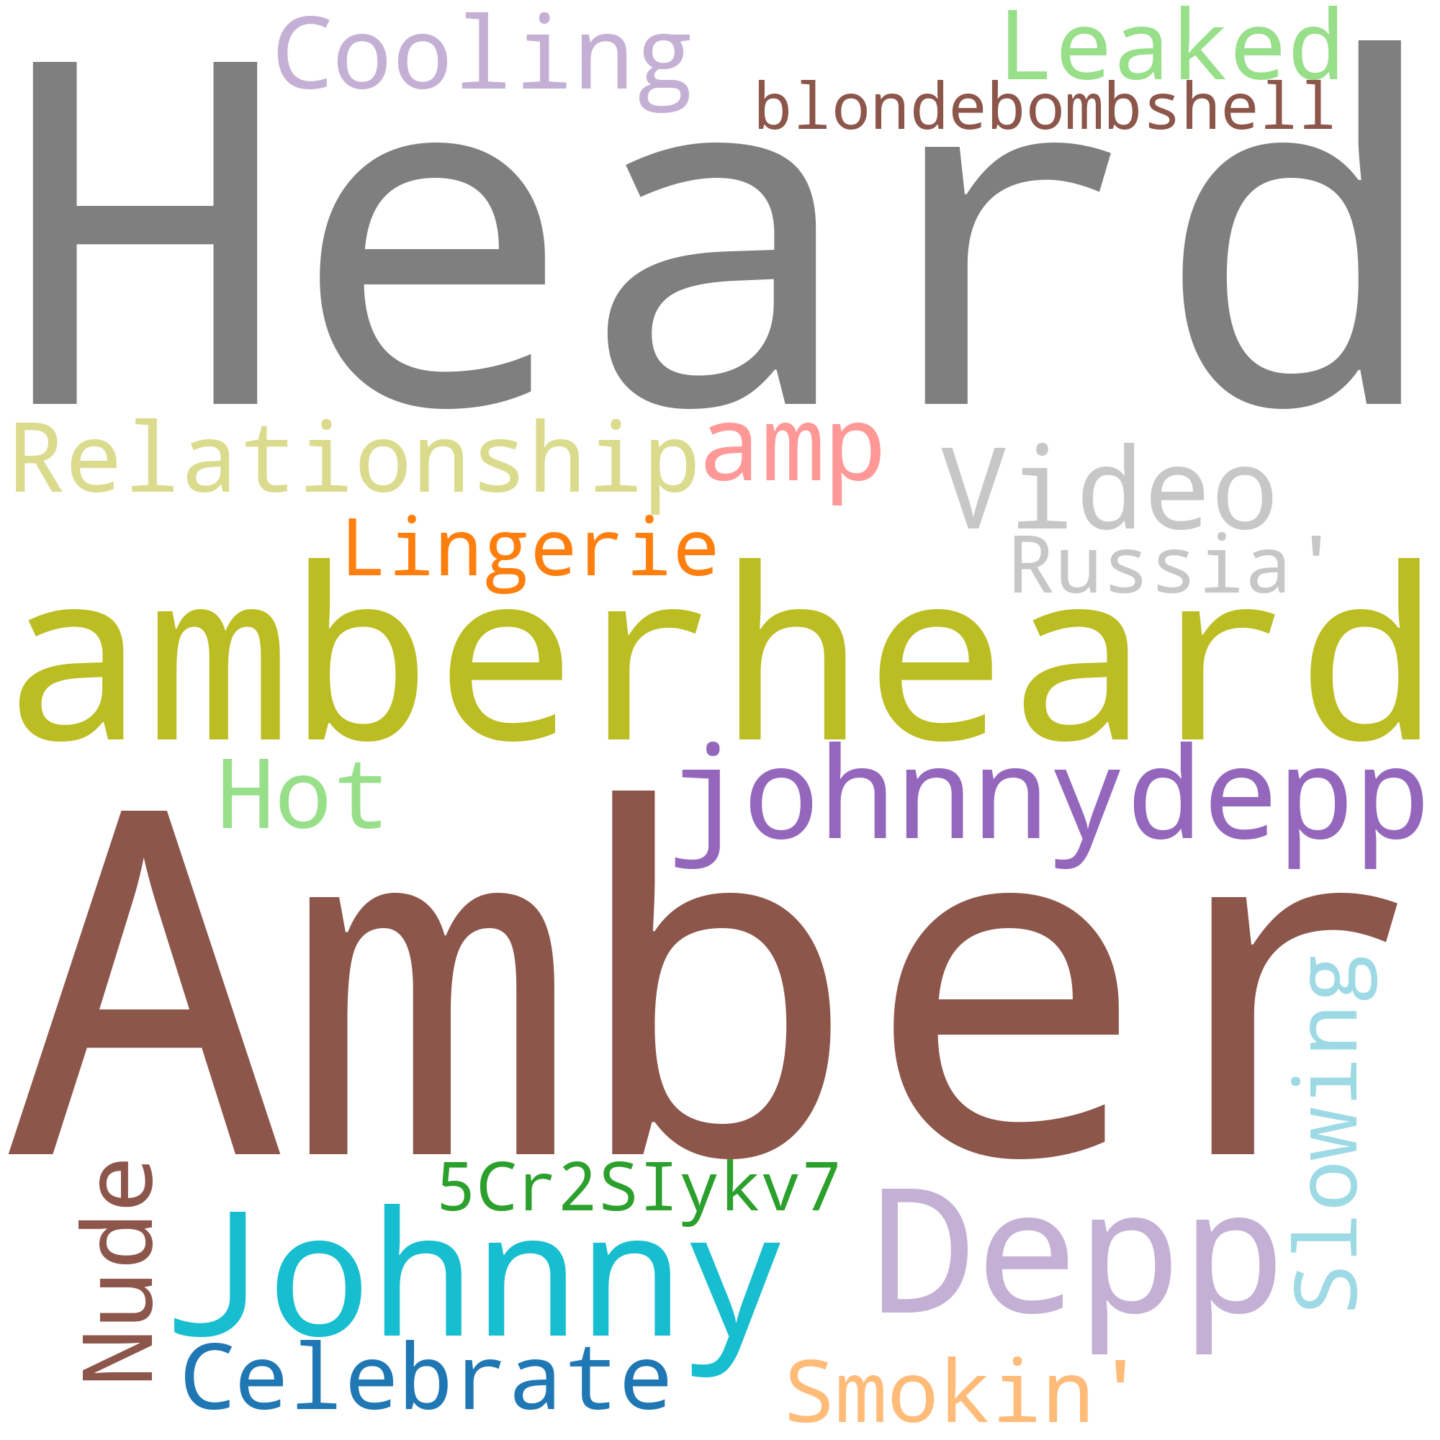 Cooling
Leaked
blondebombshell
Heard
Relationship
amp
Video
Lingerie
Russia'
amberheard
Hot
johnnydepp
Amber
Slowing
Nude
5Cr2SIykv7
Johnny
Depp
Celebrate
Smokin'